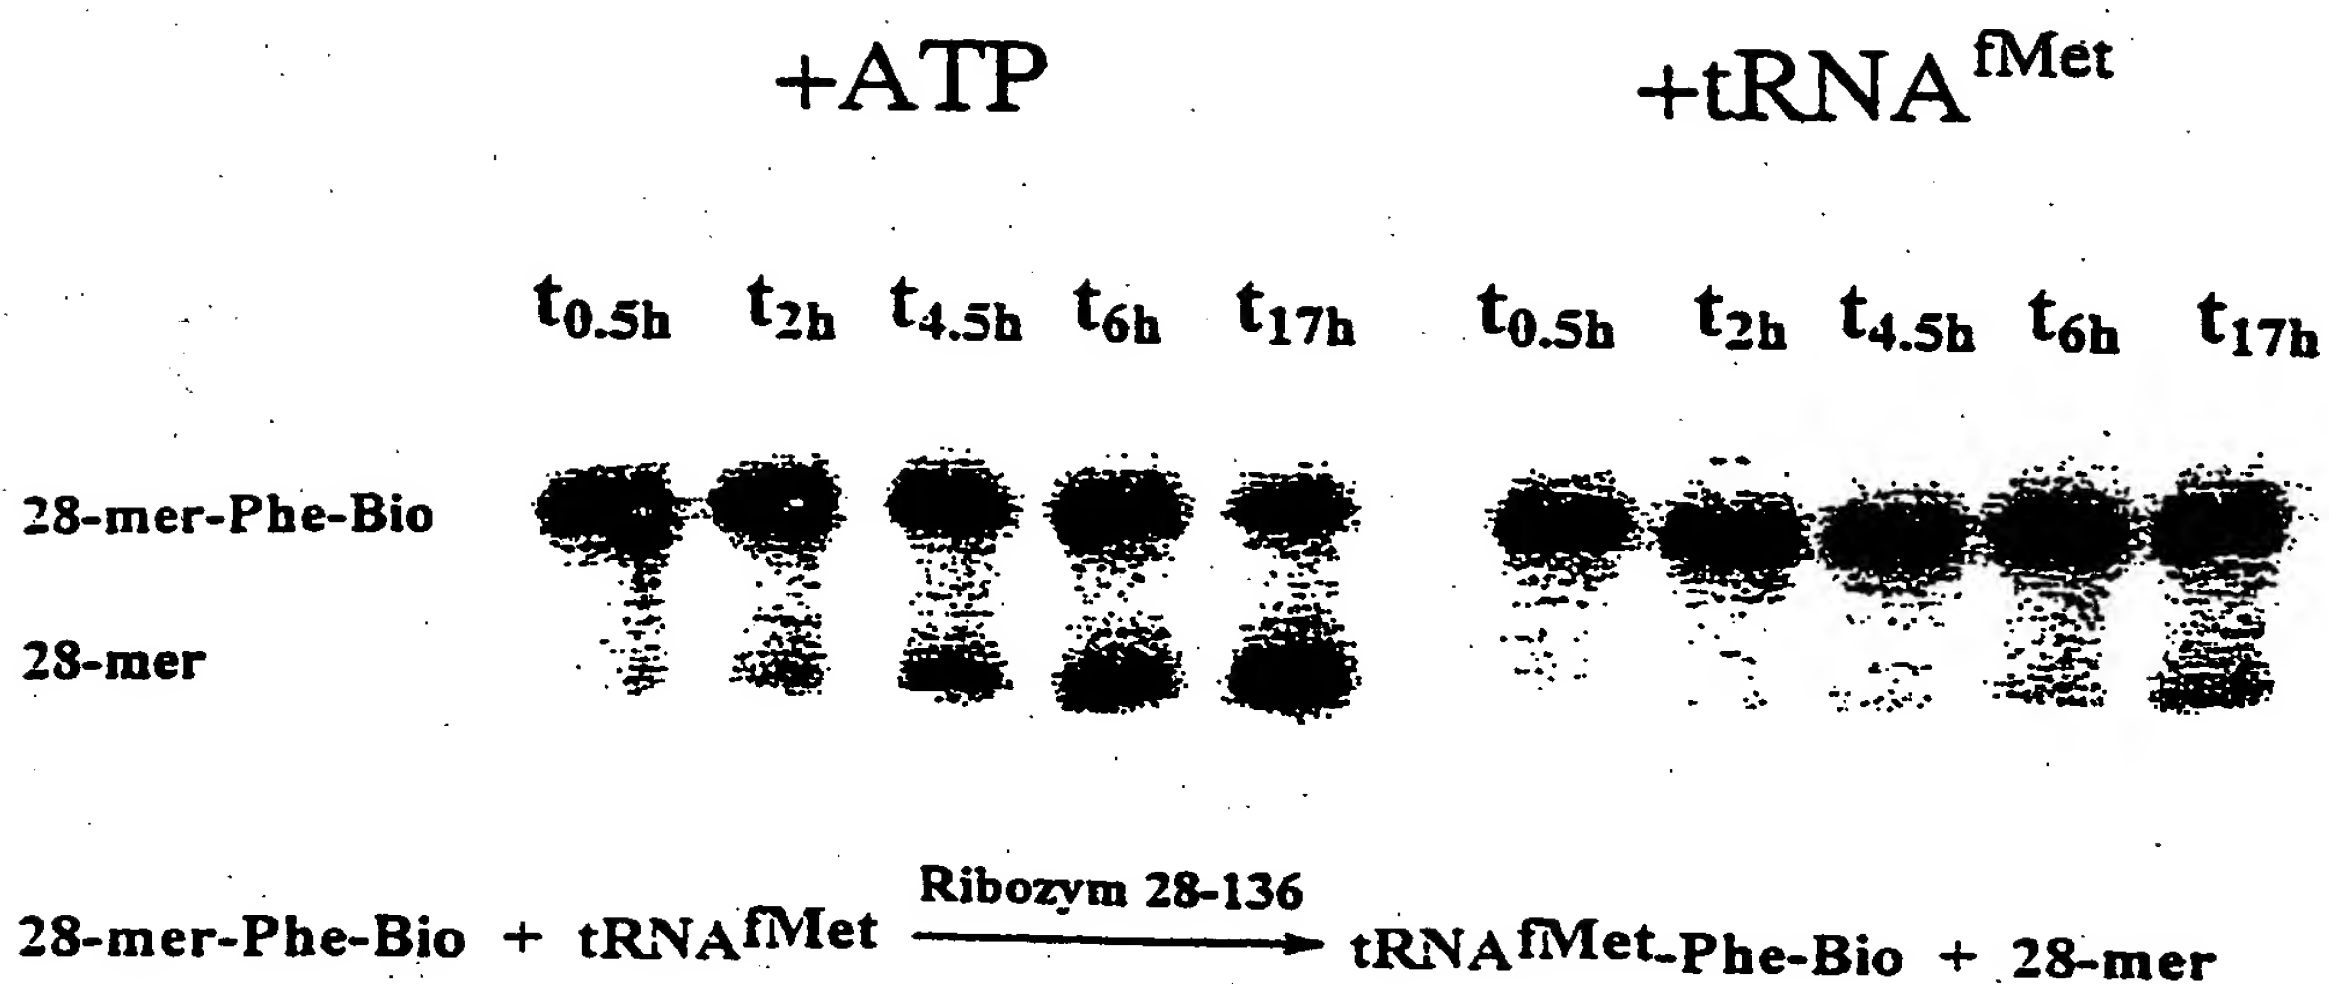 +ATP +tRNA^fMet
t0.5h t2h t4.5h t6h t17h t0.5h t2h t4.5h t6h t17h
28-mer-Phe-Bio
28-mer
Ribozym 28-136
28-mer-Phe-Bio + tRNA^fMet → tRNA^fMet-Phe-Bio + 28-mer